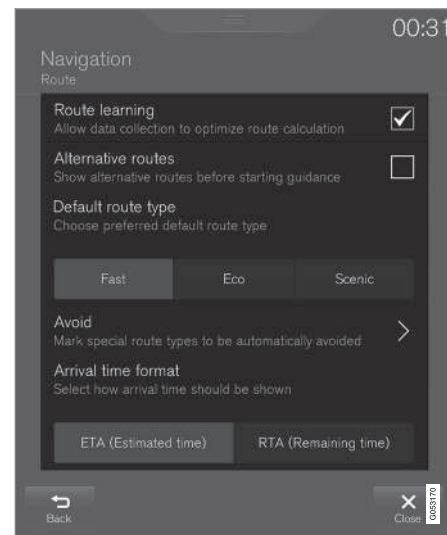 00:31
Navigation
Route
Route learning
Allow data collection to optimize route calculation
Alternative routes
Show alternative routes before starting guidance
Default route type
Choose preferred default route type
Fast Eco Scenic
Avoid
Mark special route types to be automatically avoided
Arrival time format
Select how arrival time should be shown
ETA (Estimated time) RTA (Remaining time)
Back Close
G053170